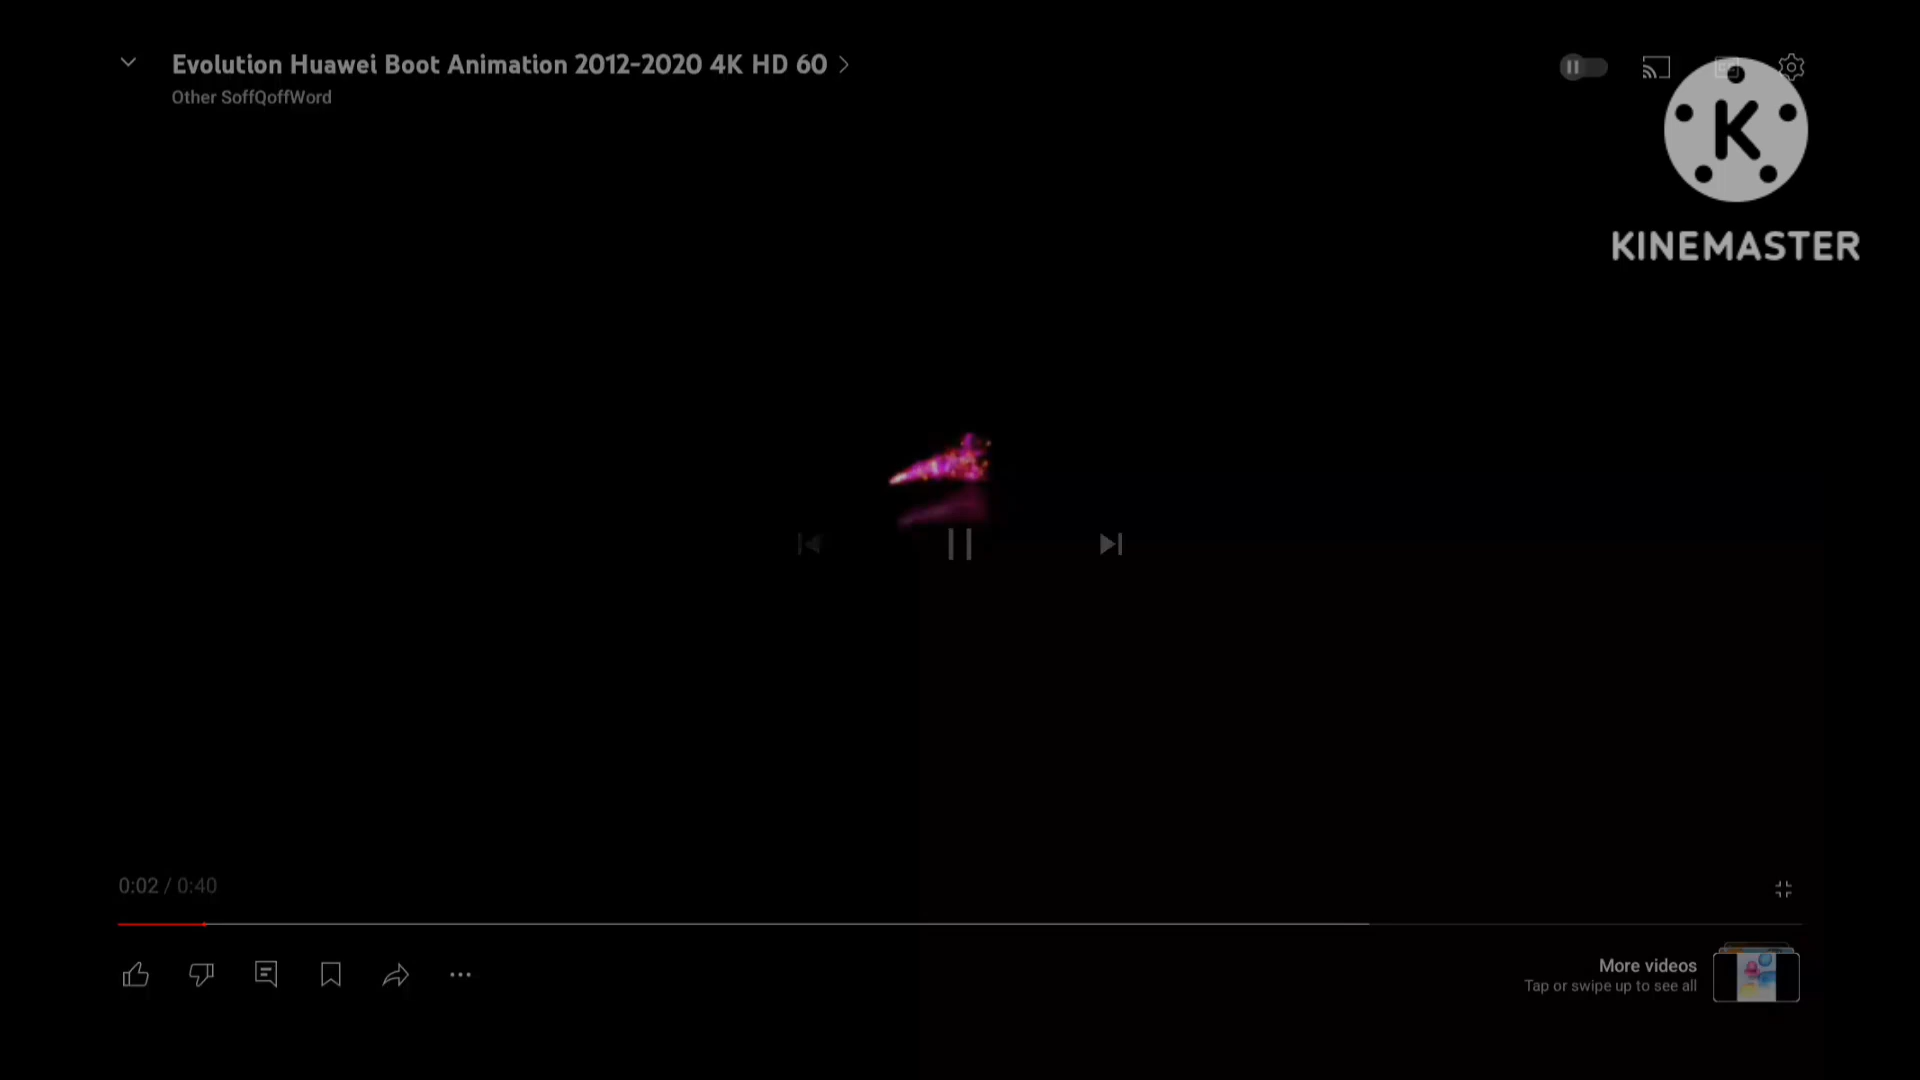 Evolution Huawei Boot Animation 2012-2020 4K HD 60
Other SoffQoffWord
K
KINEMASTER
0:02 / 0:40
More videos
Tap or swipe up to see all